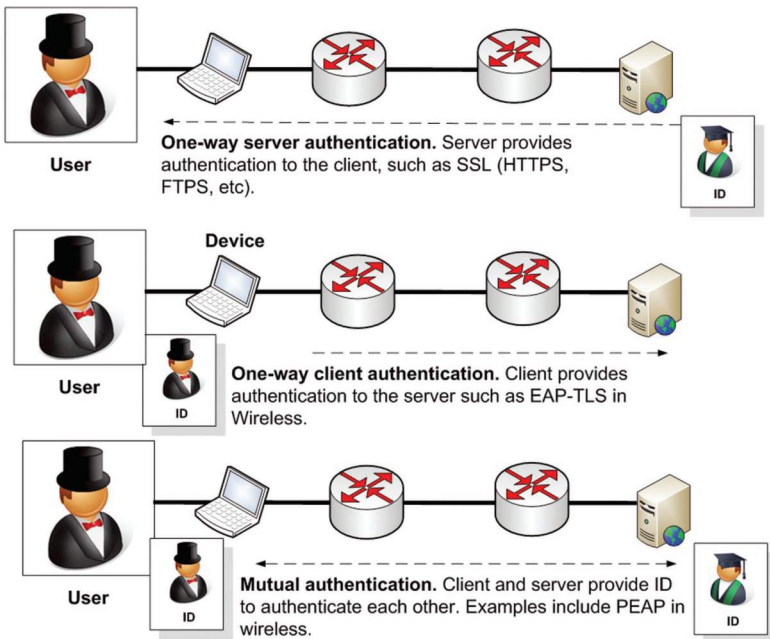 User
One-way server authentication. Server provides
authentication to the client, such as SSL (HTTPS,
FTPS, etc).
ID
Device
User
ID
One-way client authentication. Client provides
authentication to the server such as EAP-TLS in
Wireless.
User
ID
Mutual authentication. Client and server provide ID
to authenticate each other. Examples include PEAP in
wireless.
ID